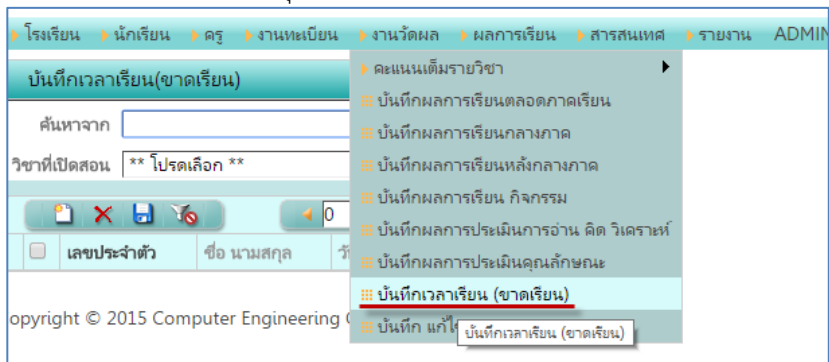 โรงเรียน นักเรียน ครู งานทะเบียน งานวัดผล ผลการเรียน สารสนเทศ รายงาน ADMIN
บันทึกเวลาเรียน(ขาดเรียน)
คะแนนเต็มรายวิชา
บันทึกผลการเรียนตลอดภาคเรียน
ค้นหาจาก
บันทึกผลการเรียนกลางภาค
วิชาที่เปิดสอน ** โปรดเลือก **
บันทึกผลการเรียนหลังกลางภาค
บันทึกผลการเรียน กิจกรรม
0
บันทึกผลการประเมินการอ่าน คิด วิเคราะห์
เลขประจำตัว ชื่อ นามสกุล
บันทึกผลการประเมินคุณลักษณะ
บันทึกเวลาเรียน (ขาดเรียน)
opyright © 2015 Computer Engineering
บันทึก
บันทึกเวลาเรียน (ขาดเรียน)